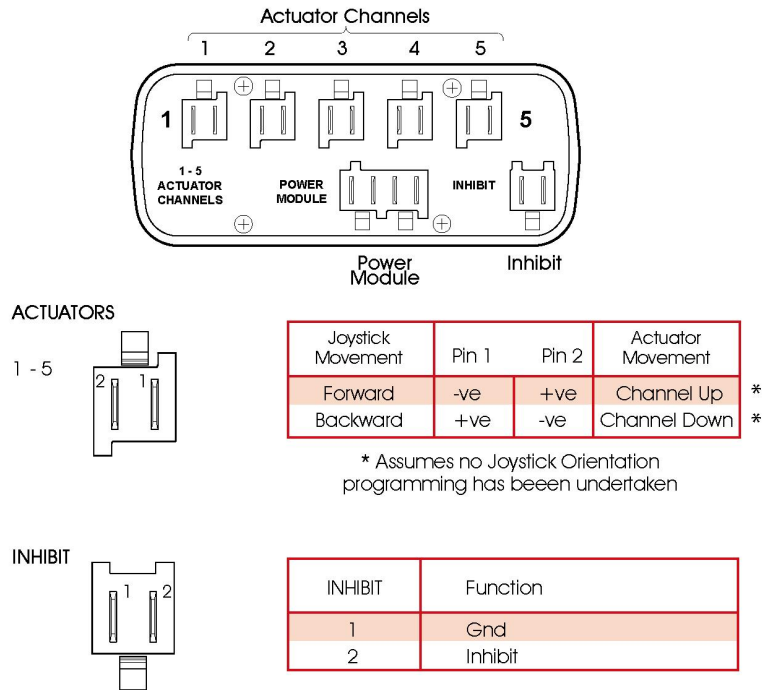 Actuator Channels
1 2 3 4 5
1 5
1 - 5
ACTUATOR
CHANNELS
POWER
MODULE
INHIBIT
Power
Module
Inhibit
ACTUATORS
1 - 5
2 1
Joystick
Movement
Pin 1
Pin 2
Actuator
Movement
Forward -ve +ve Channel Up *
Backward +ve -ve Channel Down *
* Assumes no Joystick Orientation
programming has beeen undertaken
INHIBIT
1 2
INHIBIT Function
1 Gnd
2 Inhibit